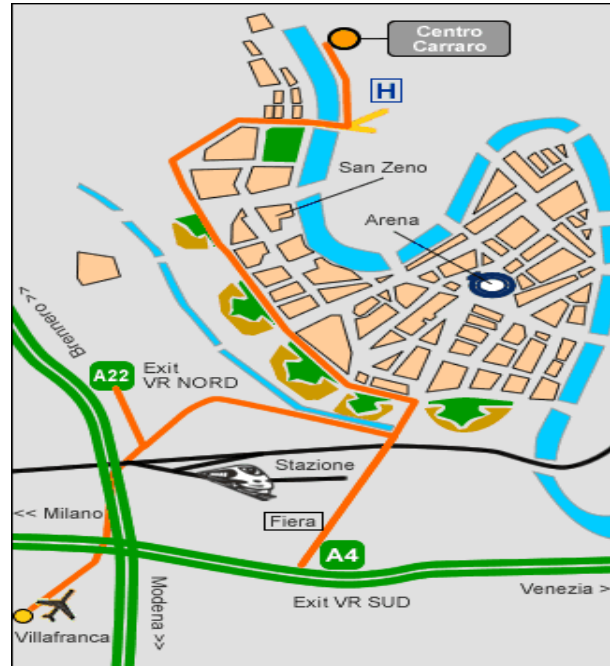 Centro
Carraro
H
San Zeno
Arena
Brennero >>
A22
Exit
VR NORD
Stazione
<< Milano
Fiera
A4
Venezia >
Exit VR SUD
Modena >>
Villafranca